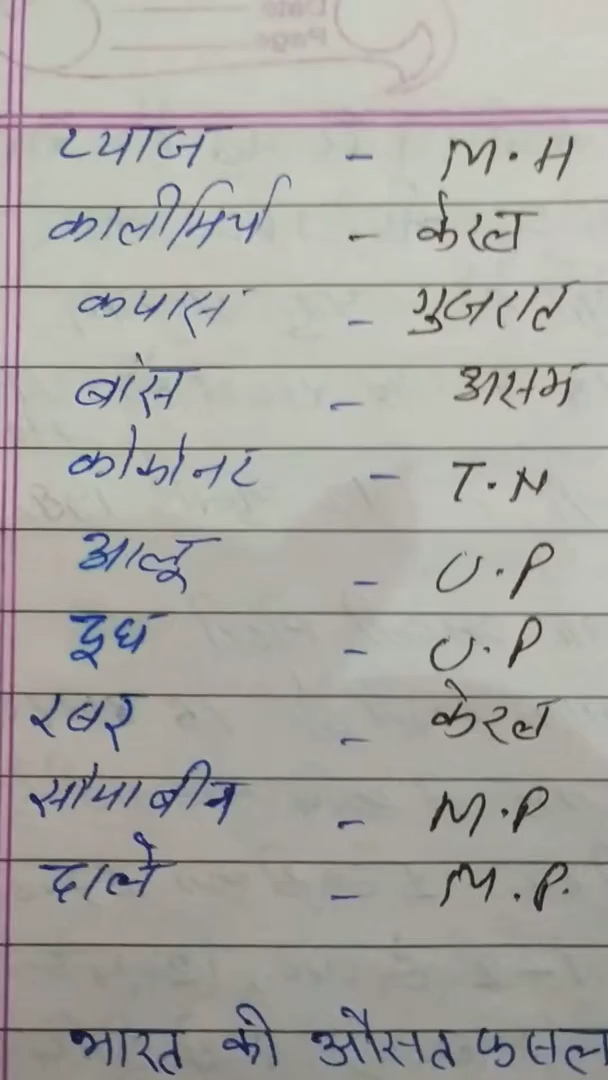 प्याज - M.H
कालीमिर्च - केरल
कपास - गुजरात
बांस - असम
कोकोनट - T.N
आलू - U.P
दूध - U.P
रबर - केरल
सोयाबीन - M.P
दाले - M.P.
भारत की औसत फसल